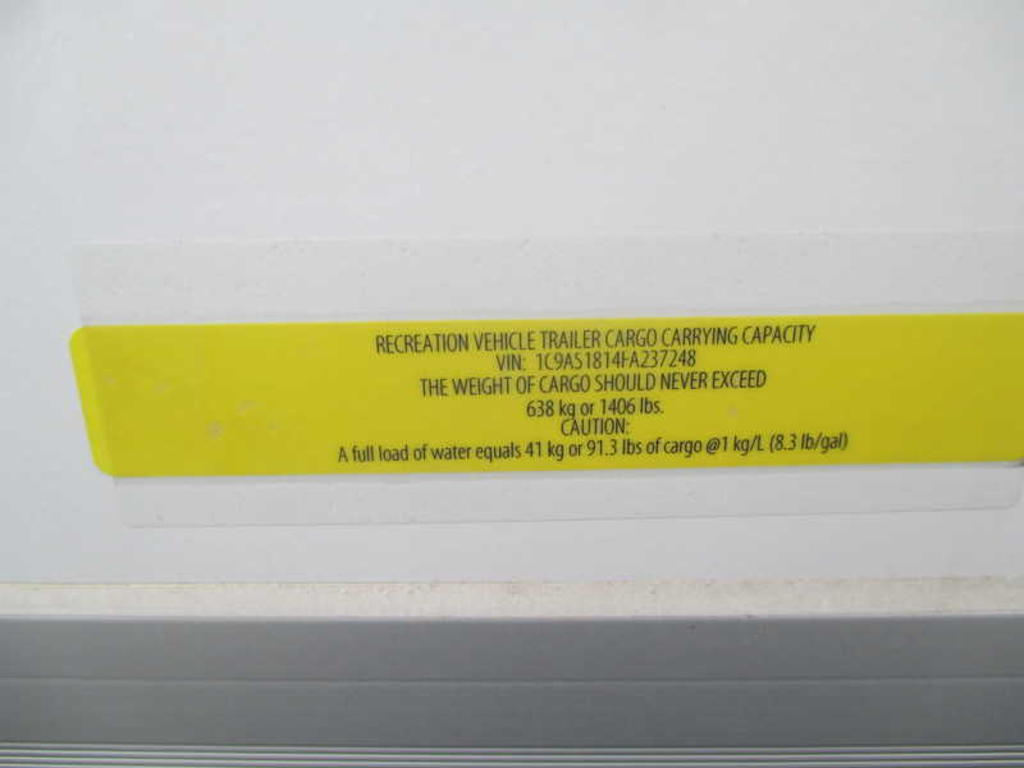 RECREATION VEHICLE TRAILER CARGO CARRYING CAPACITY
VIN: 1C9AS1814FA237248
THE WEIGHT OF CARGO SHOULD NEVER EXCEED
638 kg or 1406 lbs.
CAUTION:
A full load of water equals 41 kg or 91.3 lbs of cargo @1 kg/L (8.3 lb/gal)